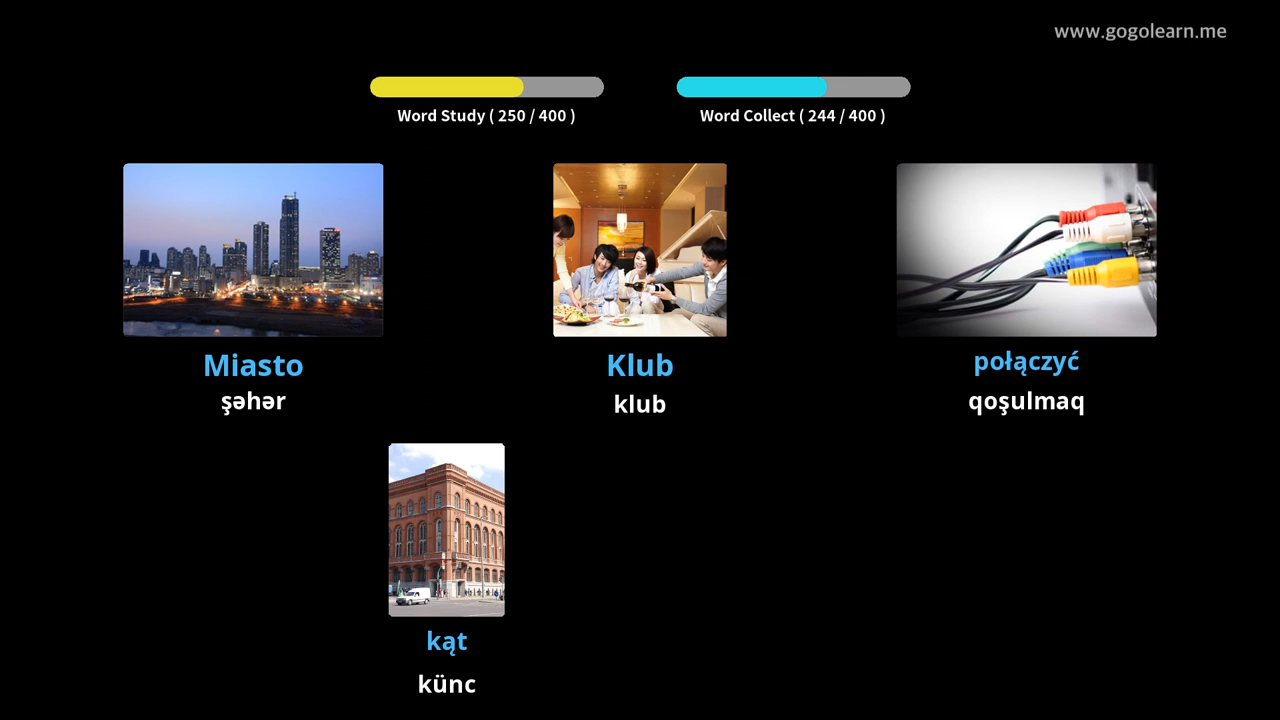 www.gogolearn.me
Word Study ( 250 / 400 )
Word Collect ( 244 / 400 )
Miasto
şəhər
Klub
klub
połączyć
qoşulmaq
kąt
künc